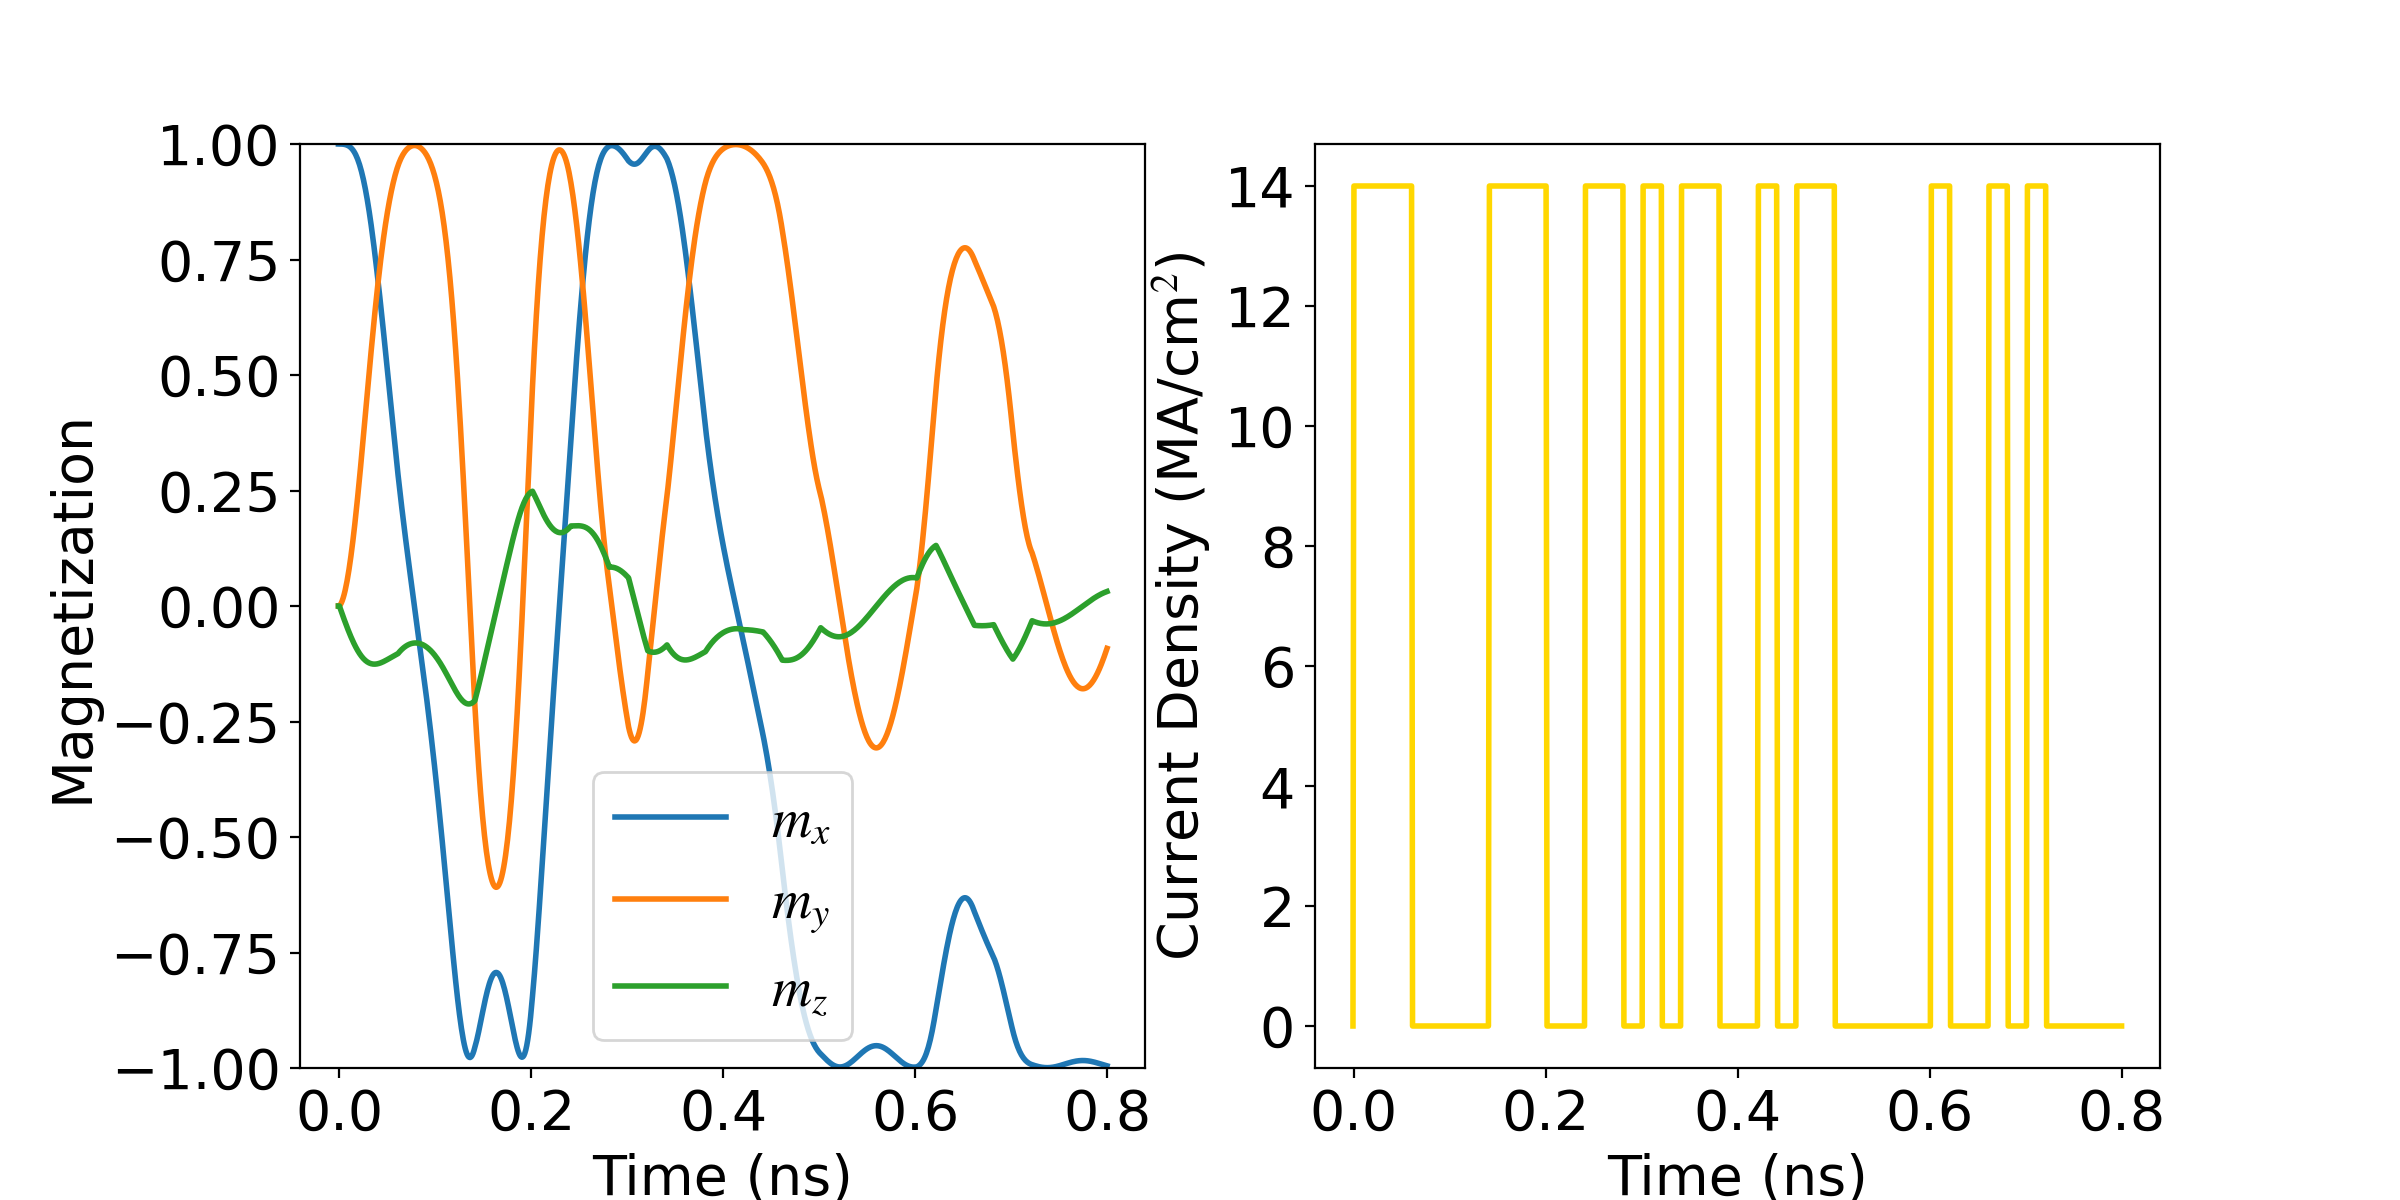 Magnetization
1.00
0.75
0.50
0.25
0.00
−0.25
−0.50
−0.75
−1.00
0.0 0.2 0.4 0.6 0.8
Time (ns)
m_x
m_y
m_z
Current Density (MA/cm²)
14
12
10
8
6
4
2
0
0.0 0.2 0.4 0.6 0.8
Time (ns)